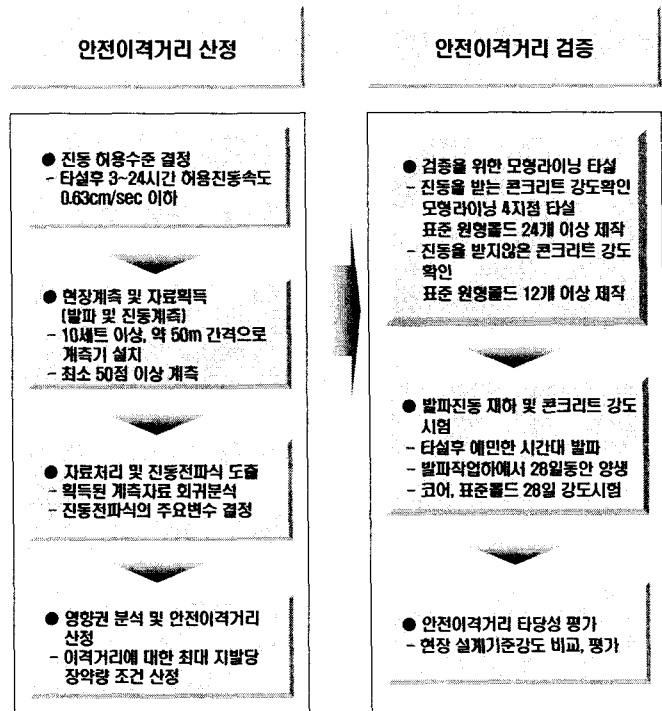 안전이격거리 산정
● 진동 허용수준 결정
- 타설후 3~24시간 허용진동속도
0.63cm/sec 이하
● 현장계측 및 자료획득
(발파 및 진동계측)
- 10세트 이상, 약 50m 간격으로
계측기 설치
- 최소 50점 이상 계측
● 자료처리 및 진동전파식 도출
- 획득된 계측자료 회귀분석
- 진동전파식의 주요변수 결정
● 영향권 분석 및 안전이격거리
산정
- 이격거리에 대한 최대 지발당
장약량 조건 산정
안전이격거리 검증
● 검증을 위한 모형라이닝 타설
- 진동을 받는 콘크리트 강도확인
모형라이닝 4지점 타설
표준 원형몰드 24개 이상 제작
- 진동을 받지않은 콘크리트 강도
확인
표준 원형몰드 12개 이상 제작
● 발파진동 재하 및 콘크리트 강도
시험
- 타설후 예민한 시간대 발파
- 발파작업하에서 28일동안 양생
- 코어, 표준몰드 28일 강도시험
● 안전이격거리 타당성 평가
- 현장 설계기준강도 비교, 평가